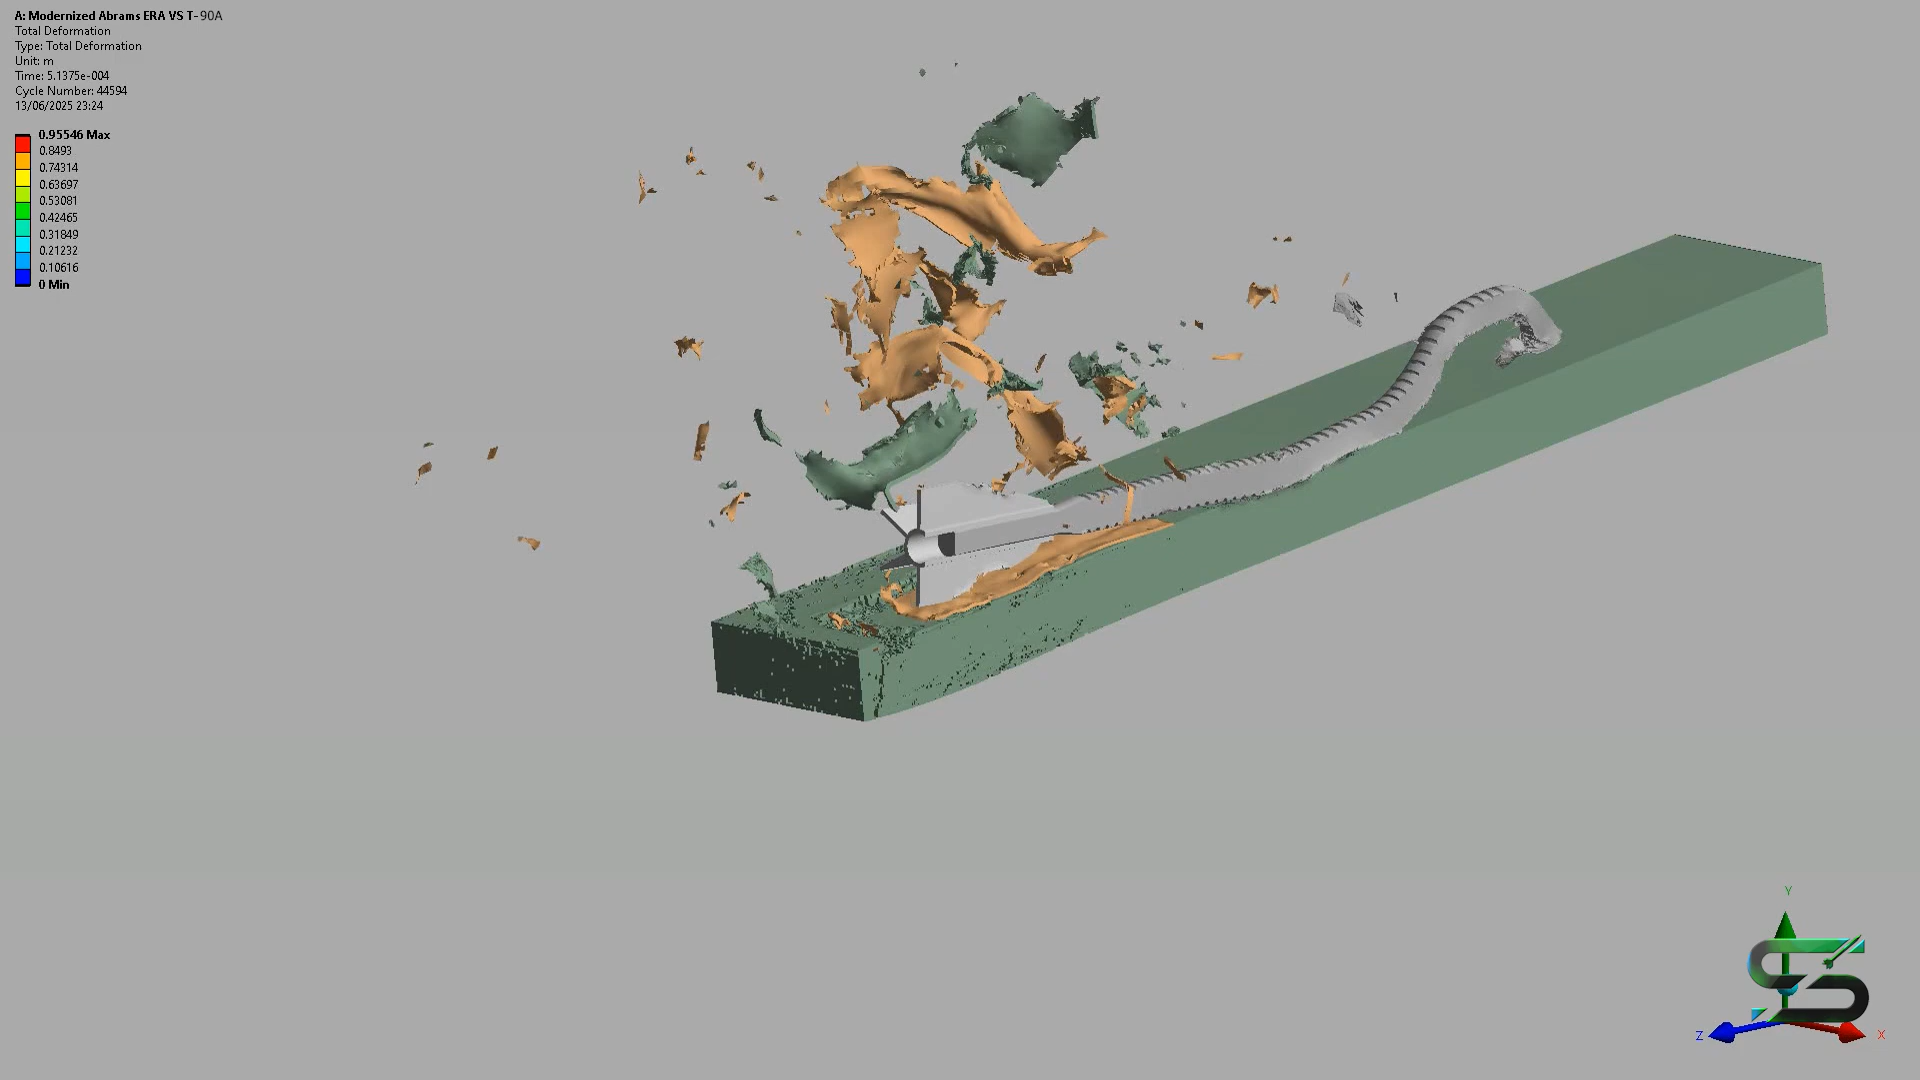 A: Modernized Abrams ERA VS T-90A
Total Deformation
Type: Total Deformation
Unit: m
Time: 5.1375e-004
Cycle Number: 44594
13/06/2025 23:24
0.95546 Max
0.8493
0.74314
0.63697
0.53081
0.42465
0.31849
0.21232
0.10616
0 Min
Y
Z
X